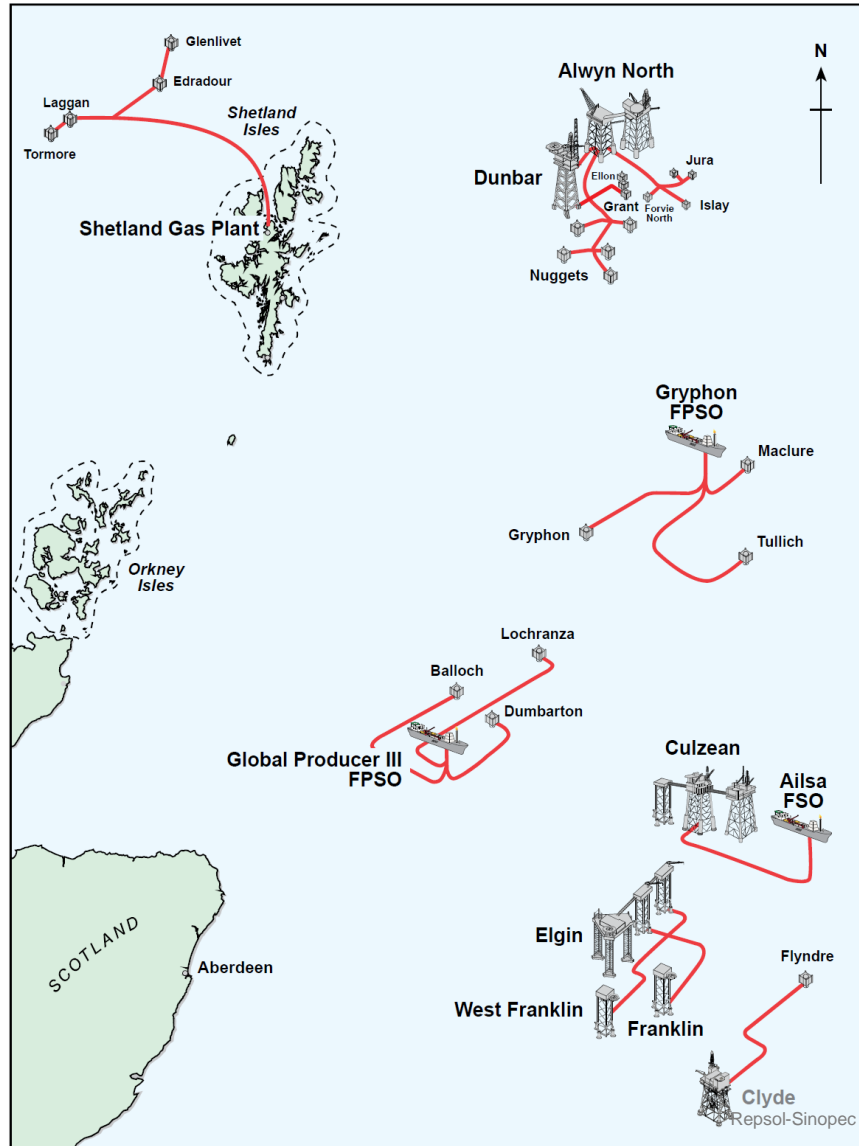 Glenlivet
Edradour
Laggan
Tormore
Shetland
Isles
Shetland Gas Plant
N
Alwyn North
Dunbar
Ellon
Grant
Jura
Forvie
North
Islay
Nuggets
Gryphon
FPSO
Maclure
Gryphon
Tullich
Orkney
Isles
Lochranza
Balloch
Dumbarton
Global Producer III
FPSO
Culzean
Ailsa
FSO
Elgin
West Franklin
Franklin
Flyndre
SCOTLAND
Aberdeen
Clyde
Repsol-Sinopec